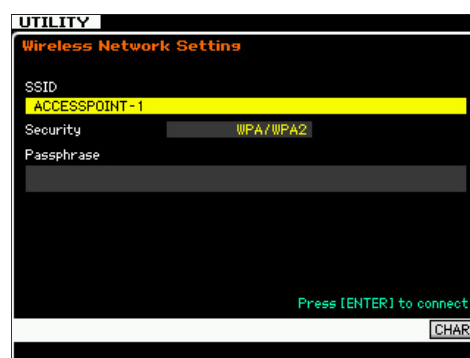 UTILITY
Wireless Network Setting
SSID
ACCESSPOINT-1
Security WPA/WPA2
Passphrase
Press [ENTER] to connect
CHAR